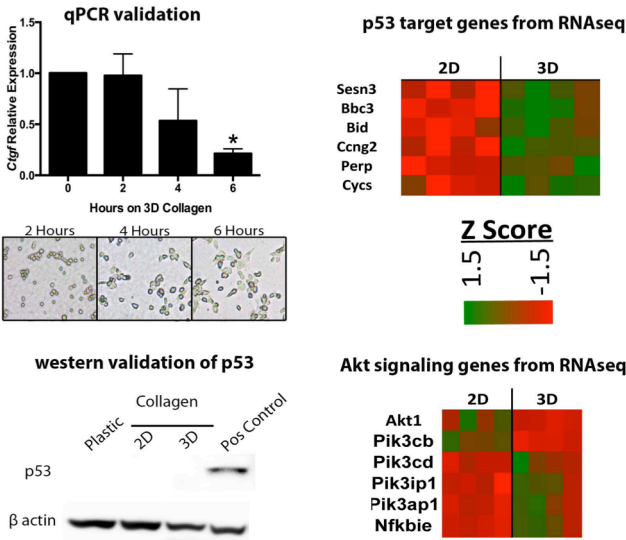 qPCR validation
Ctgf Relative Expression
1.5
1.0
0.5
0.0
*
0 2 4 6
Hours on 3D Collagen
2 Hours 4 Hours 6 Hours
western validation of p53
Collagen
Plastic 2D 3D Pos Control
p53
β actin
p53 target genes from RNAseq
2D 3D
Sesn3
Bbc3
Bid
Ccng2
Perp
Cycs
Z Score
1.5 -1.5
Akt signaling genes from RNAseq
2D 3D
Akt1
Pik3cb
Pik3cd
Pik3ip1
Pik3ap1
Nfkbie